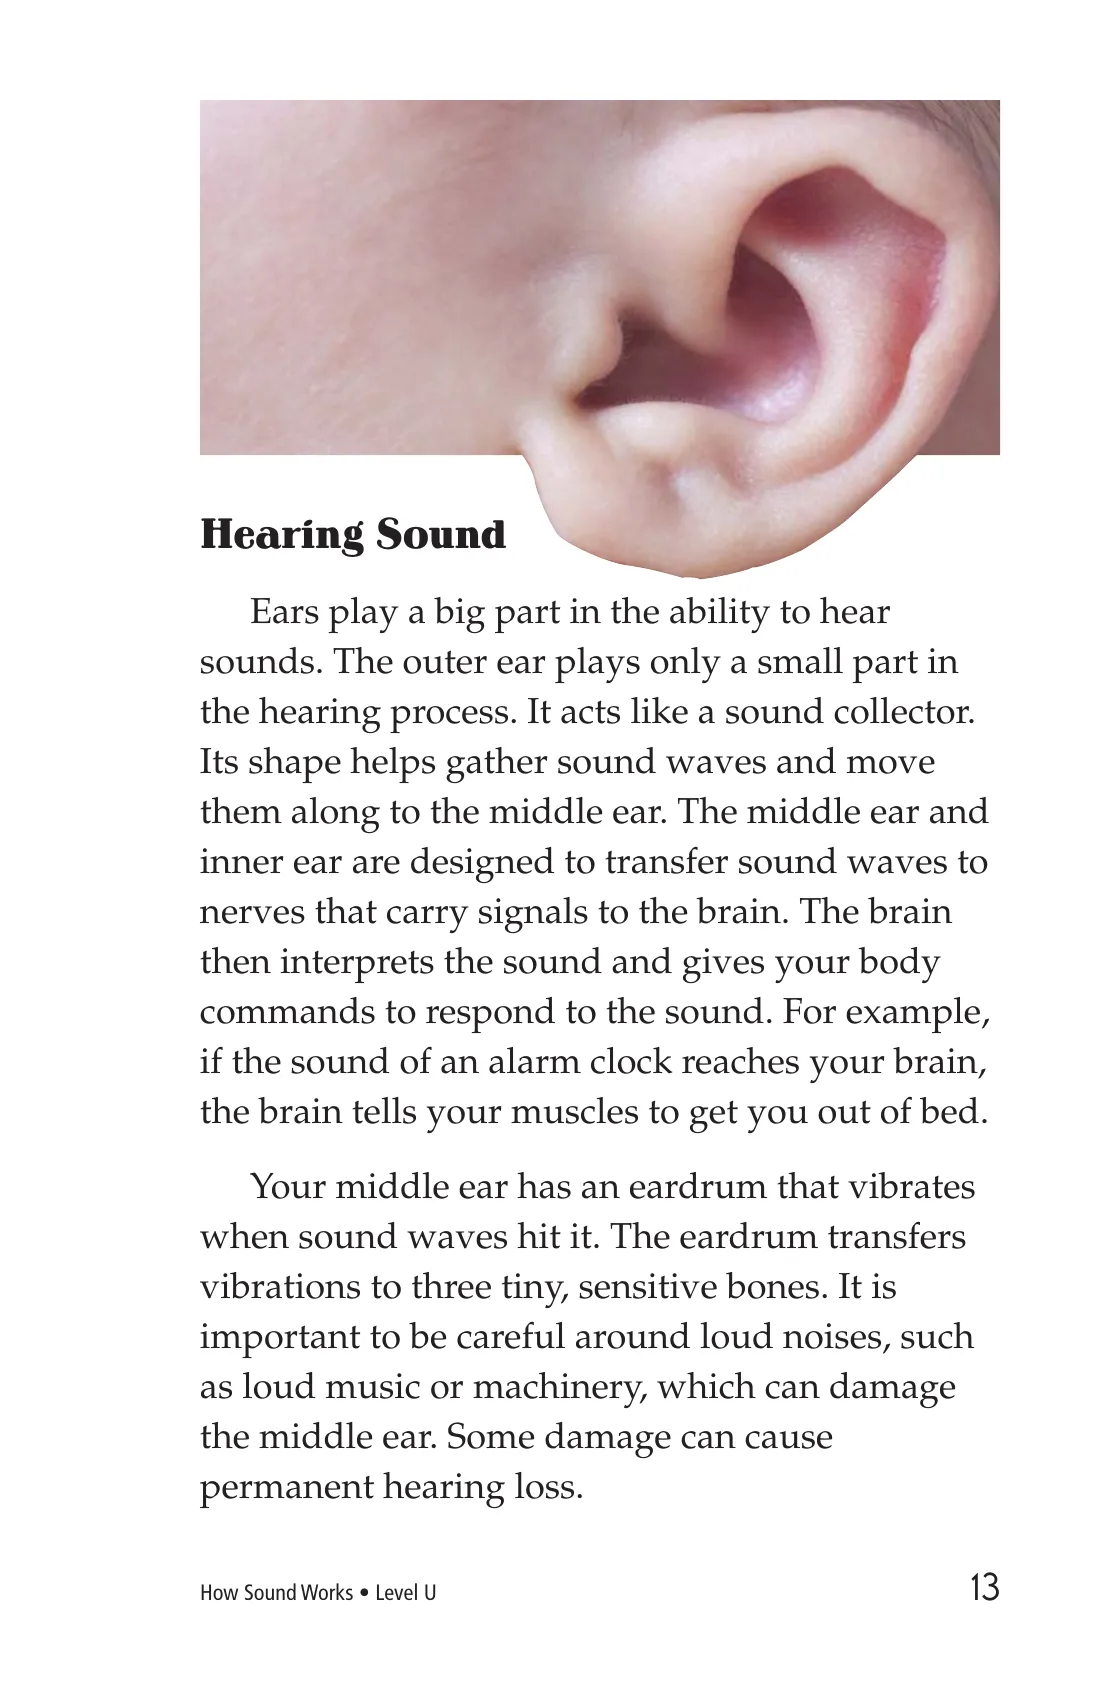 Hearing Sound
Ears play a big part in the ability to hear
sounds. The outer ear plays only a small part in
the hearing process. It acts like a sound collector.
Its shape helps gather sound waves and move
them along to the middle ear. The middle ear and
inner ear are designed to transfer sound waves to
nerves that carry signals to the brain. The brain
then interprets the sound and gives your body
commands to respond to the sound. For example,
if the sound of an alarm clock reaches your brain,
the brain tells your muscles to get you out of bed.
Your middle ear has an eardrum that vibrates
when sound waves hit it. The eardrum transfers
vibrations to three tiny, sensitive bones. It is
important to be careful around loud noises, such
as loud music or machinery, which can damage
the middle ear. Some damage can cause
permanent hearing loss.
How Sound Works • Level U
13